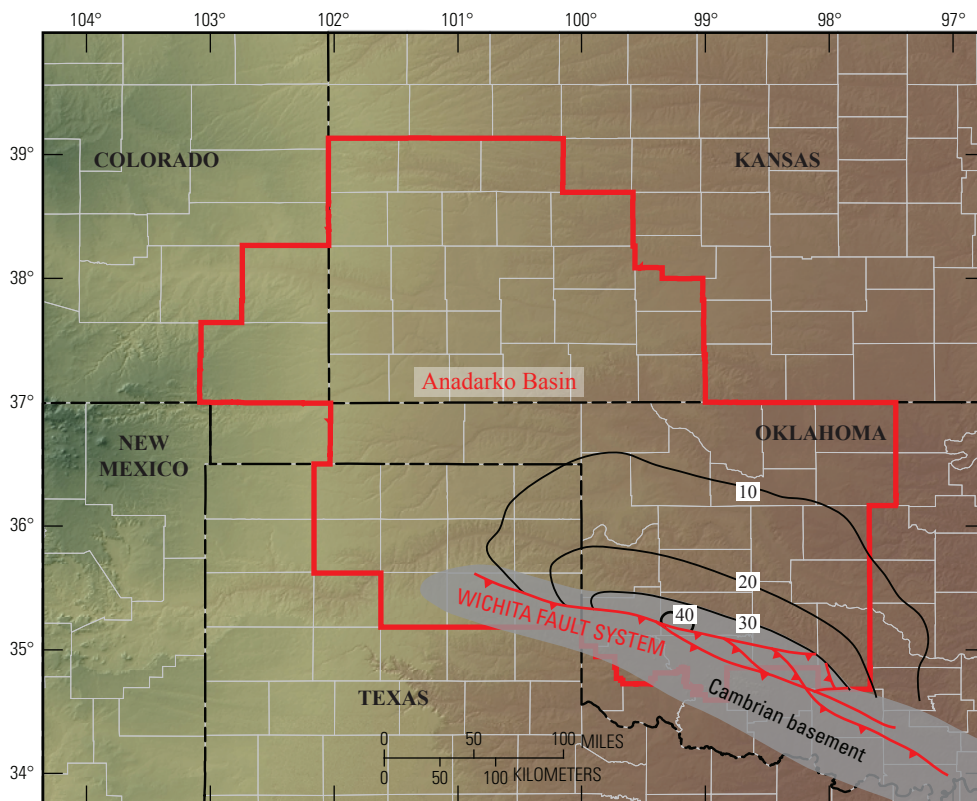 104° 103° 102° 101° 100° 99° 98° 97°
39°
COLORADO
KANSAS
38°
Anadarko Basin
37°
NEW
MEXICO
OKLAHOMA
10
36°
20
WICHITA FAULT SYSTEM
40
30
35°
Cambrian basement
TEXAS
0 50 100 MILES
0 50 100 KILOMETERS
34°